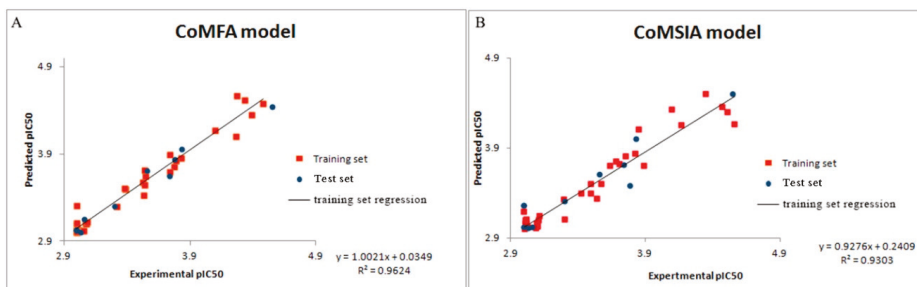 A
CoMFA model
4.9
3.9
2.9
Predicted pIC50
2.9 3.9 4.9
Experimental pIC50
Training set
Test set
training set regression
y = 1.0021x + 0.0349
R² = 0.9624
B
CoMSIA model
4.9
3.9
2.9
Predicted pIC50
2.9 3.9 4.9
Expertmental pIC50
Training set
Test set
training set regression
y = 0.9276x + 0.2409
R² = 0.9303